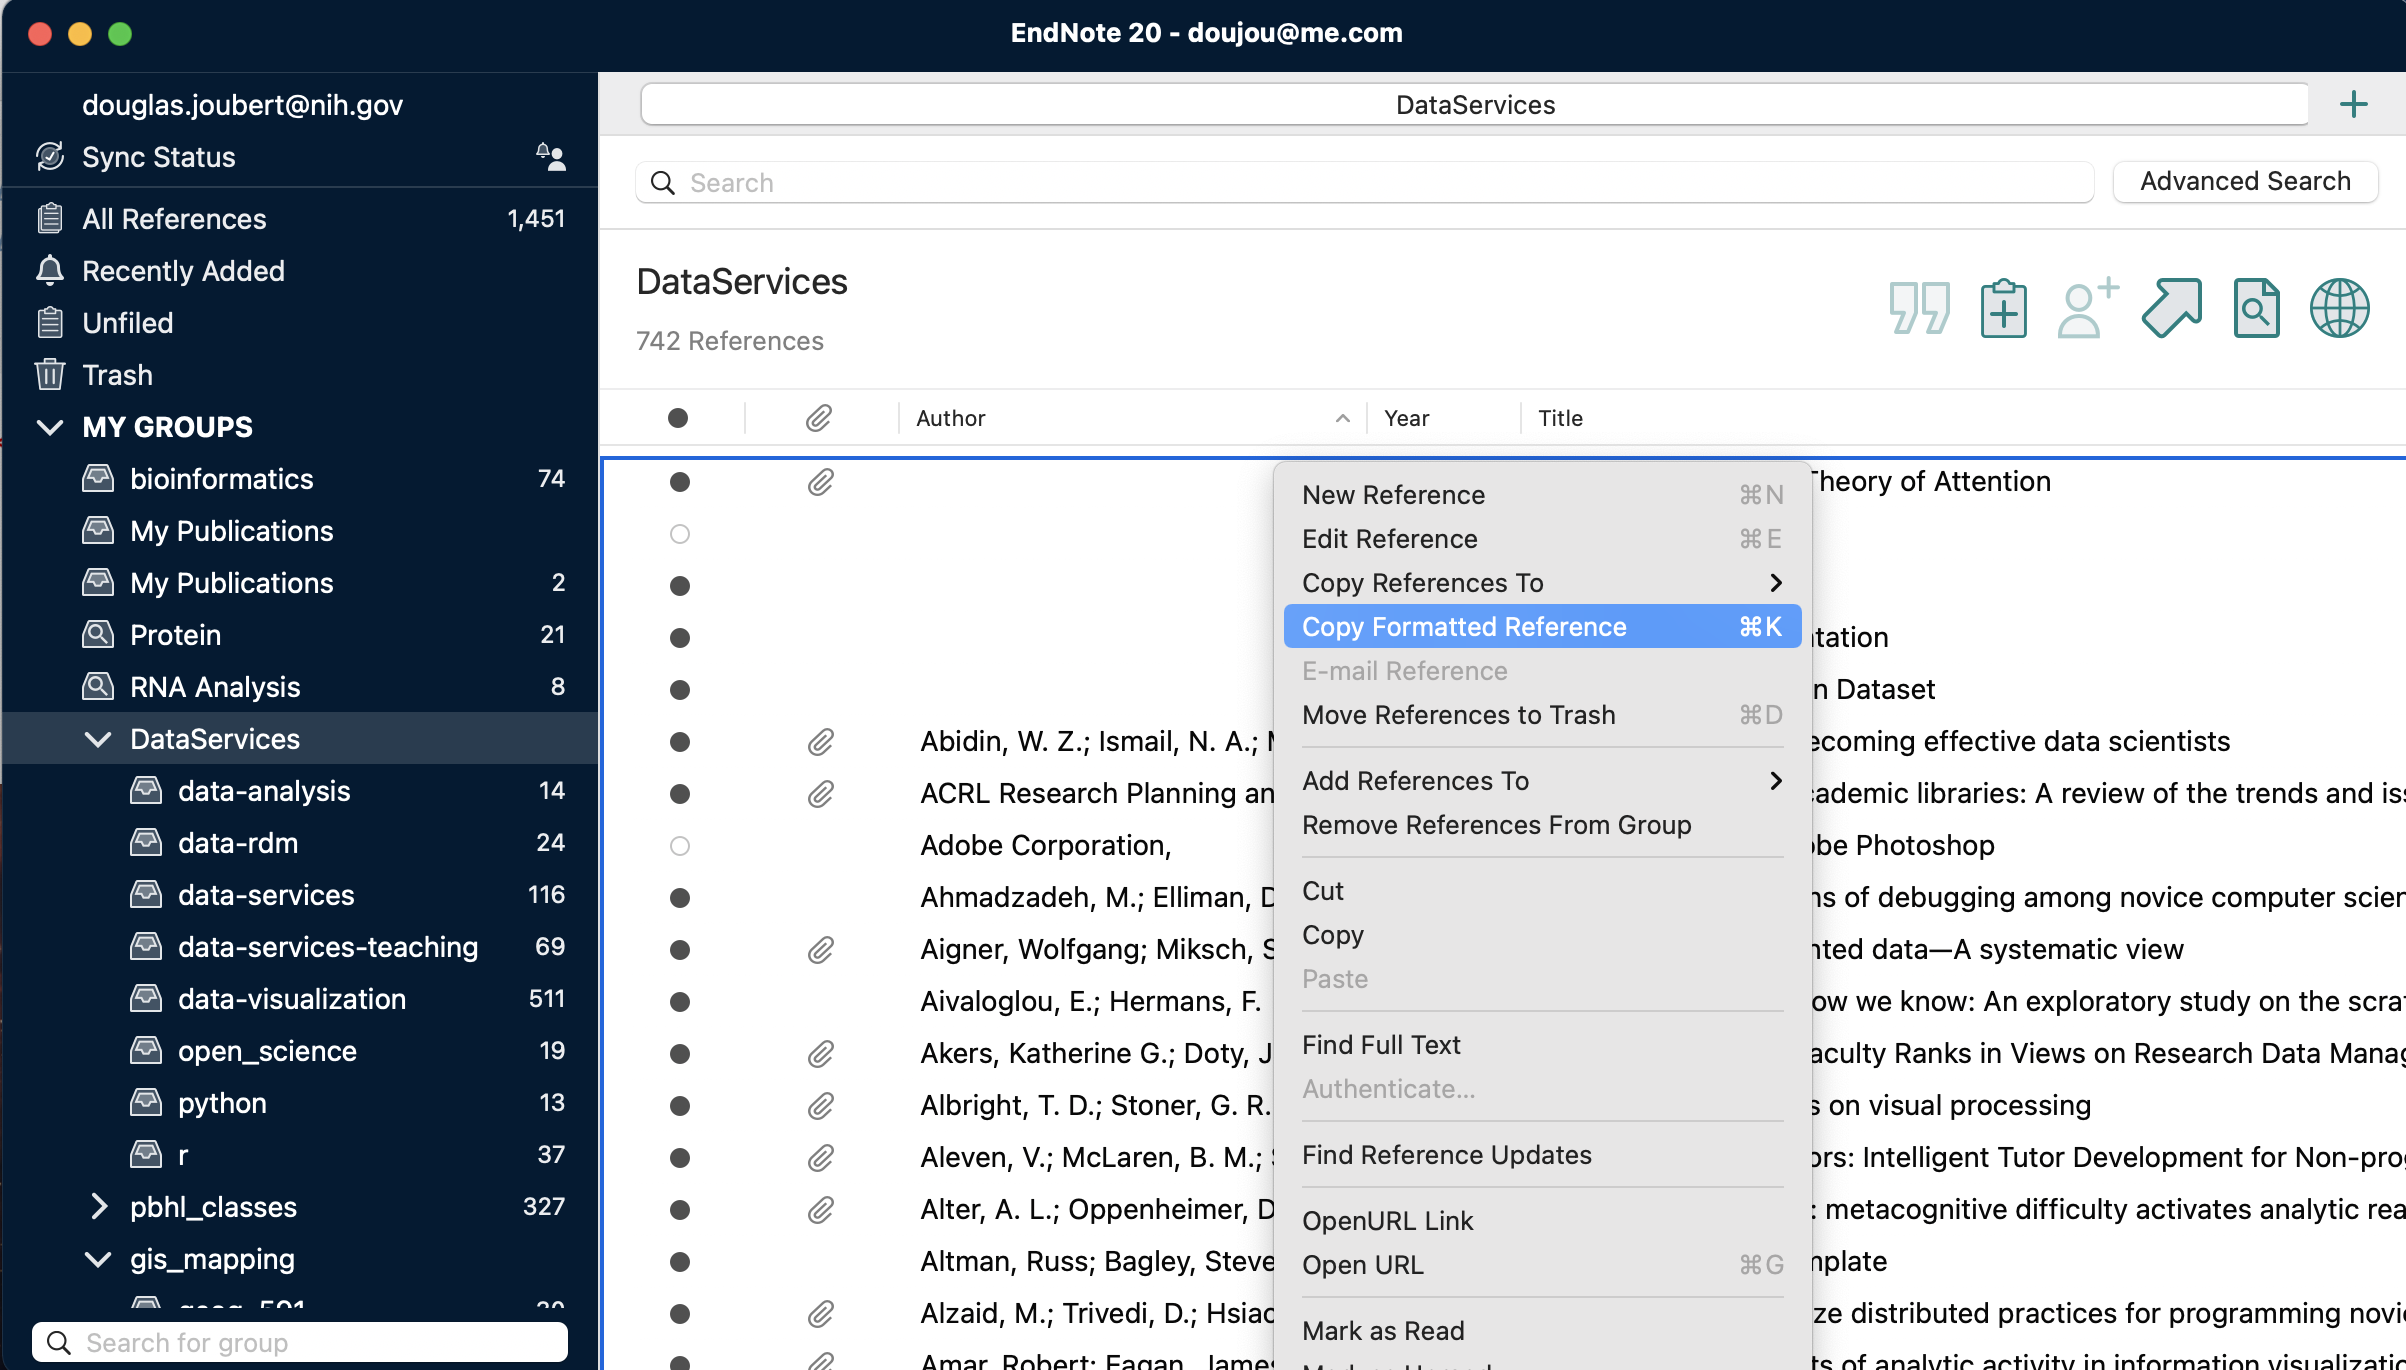 EndNote 20 - doujou@me.com
douglas.joubert@nih.gov
Sync Status
All References 1,451
Recently Added
Unfiled
Trash
MY GROUPS
bioinformatics 74
My Publications
My Publications 2
Protein 21
RNA Analysis 8
DataServices
data-analysis 14
data-rdm 24
data-services 116
data-services-teaching 69
data-visualization 511
open_science 19
python 13
r 37
pbhl_classes 327
gis_mapping
Search for group
DataServices
Search
Advanced Search
DataServices
742 References
Author Year Title
Theory of Attention
tation
n Dataset
Abidin, W. Z.; Ismail, N. A.; ecoming effective data scientists
ACRL Research Planning an ademic libraries: A review of the trends and is
Adobe Corporation, be Photoshop
Ahmadzadeh, M.; Elliman, D ns of debugging among novice computer scien
Aigner, Wolfgang; Miksch, S nted data—A systematic view
Aivaloglou, E.; Hermans, F. ow we know: An exploratory study on the scra
Akers, Katherine G.; Doty, J aculty Ranks in Views on Research Data Manag
Albright, T. D.; Stoner, G. R. s on visual processing
Aleven, V.; McLaren, B. M.; ors: Intelligent Tutor Development for Non-pro
Alter, A. L.; Oppenheimer, D : metacognitive difficulty activates analytic rea
Altman, Russ; Bagley, Steve mplate
Alzaid, M.; Trivedi, D.; Hsiao ze distributed practices for programming novi
Amar, Robert; Eagan, James ts of analytic activity in information visualizatio
New Reference ⌘N
Edit Reference ⌘E
Copy References To
Copy Formatted Reference ⌘K
E-mail Reference
Move References to Trash ⌘D
Add References To
Remove References From Group
Cut
Copy
Paste
Find Full Text
Authenticate...
Find Reference Updates
OpenURL Link
Open URL ⌘G
Mark as Read